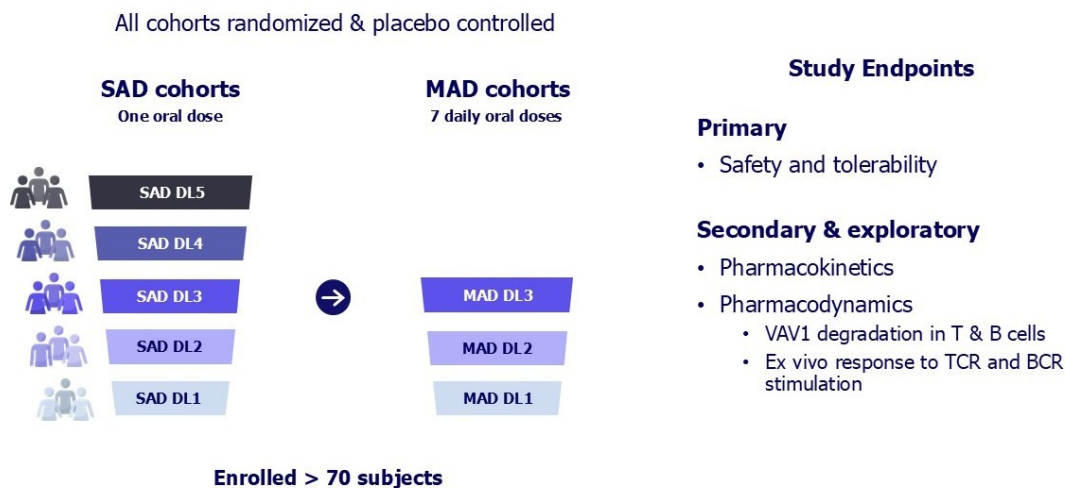 All cohorts randomized & placebo controlled
SAD cohorts
One oral dose
SAD DL5
SAD DL4
SAD DL3
SAD DL2
SAD DL1
MAD cohorts
7 daily oral doses
MAD DL3
MAD DL2
MAD DL1
Enrolled > 70 subjects
Study Endpoints
Primary
• Safety and tolerability
Secondary & exploratory
• Pharmacokinetics
• Pharmacodynamics
• VAV1 degradation in T & B cells
• Ex vivo response to TCR and BCR
stimulation